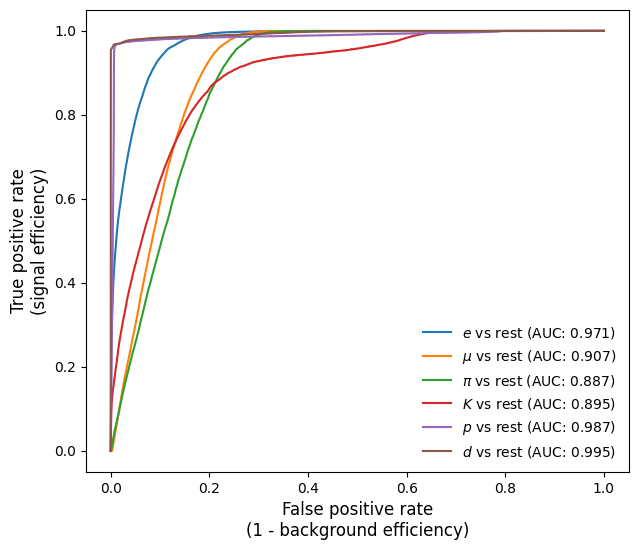 True positive rate
(signal efficiency)
1.0
0.8
0.6
0.4
0.2
0.0
e vs rest (AUC: 0.971)
μ vs rest (AUC: 0.907)
π vs rest (AUC: 0.887)
K vs rest (AUC: 0.895)
p vs rest (AUC: 0.987)
d vs rest (AUC: 0.995)
0.0 0.2 0.4 0.6 0.8 1.0
False positive rate
(1 - background efficiency)